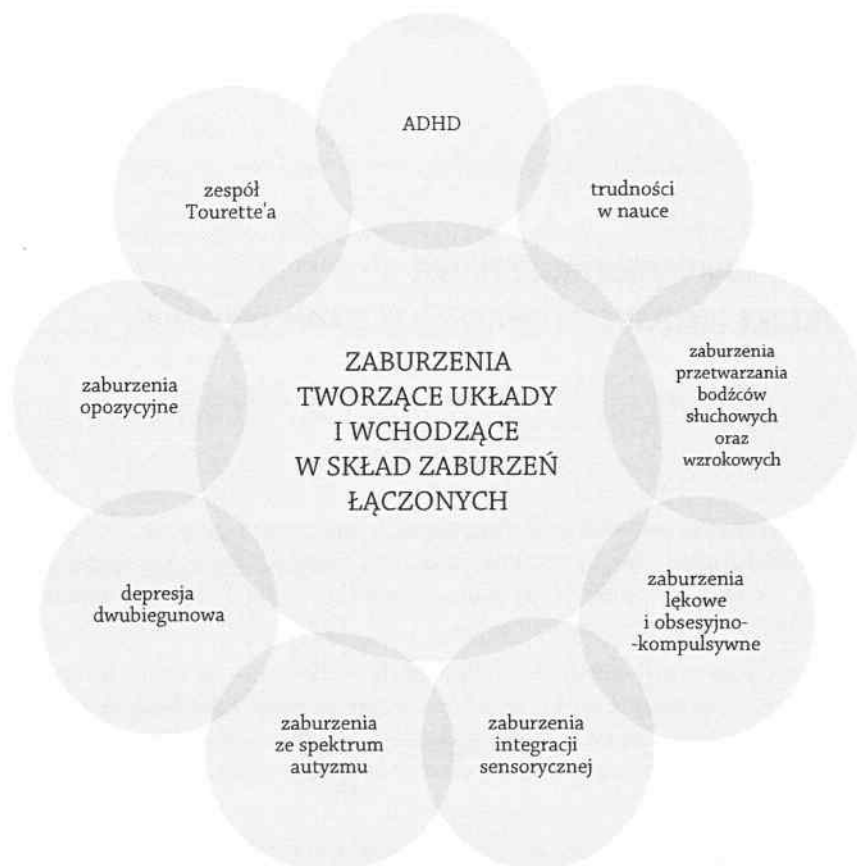 ADHD
trudności
w nauce
zaburzenia
przetwarzania
bodźców
słuchowych
oraz
wzrokowych
zaburzenia
lękowe
i obsesyjno-
-kompulsywne
zaburzenia
integracji
sensorycznej
zaburzenia
ze spektrum
autyzmu
depresja
dwubiegunowa
zaburzenia
opozycyjne
zespół
Tourette'a
ZABURZENIA
TWORZĄCE UKŁADY
I WCHODZĄCE
W SKŁAD ZABURZEŃ
ŁĄCZONYCH